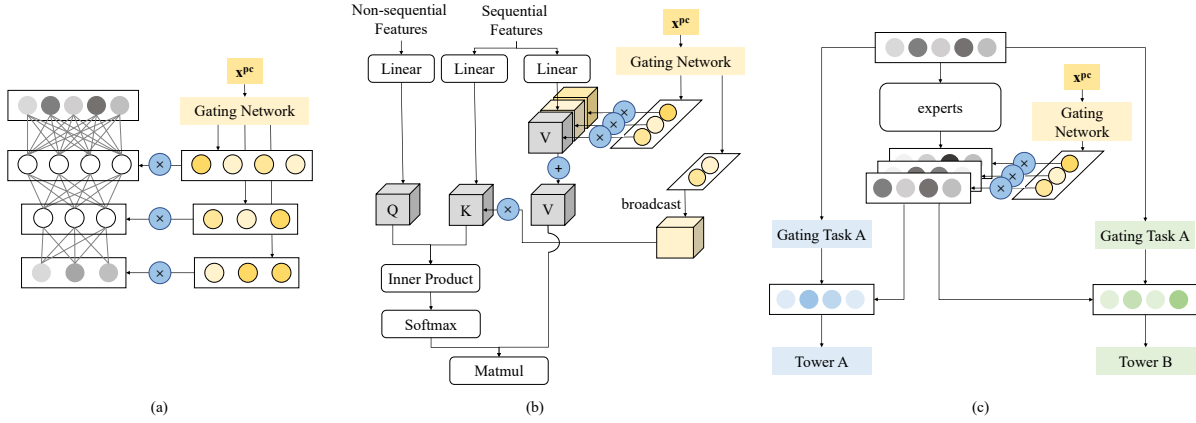 x^pc
Gating Network
×
×
×
(a)
Non-sequential
Features
Sequential
Features
x^pc
Linear
Linear
Linear
Gating Network
×
×
×
V
+
Q
K
×
V
broadcast
Inner Product
Softmax
Matmul
(b)
x^pc
experts
Gating
Network
×
×
×
Gating Task A
Gating Task A
Tower A
Tower B
(c)